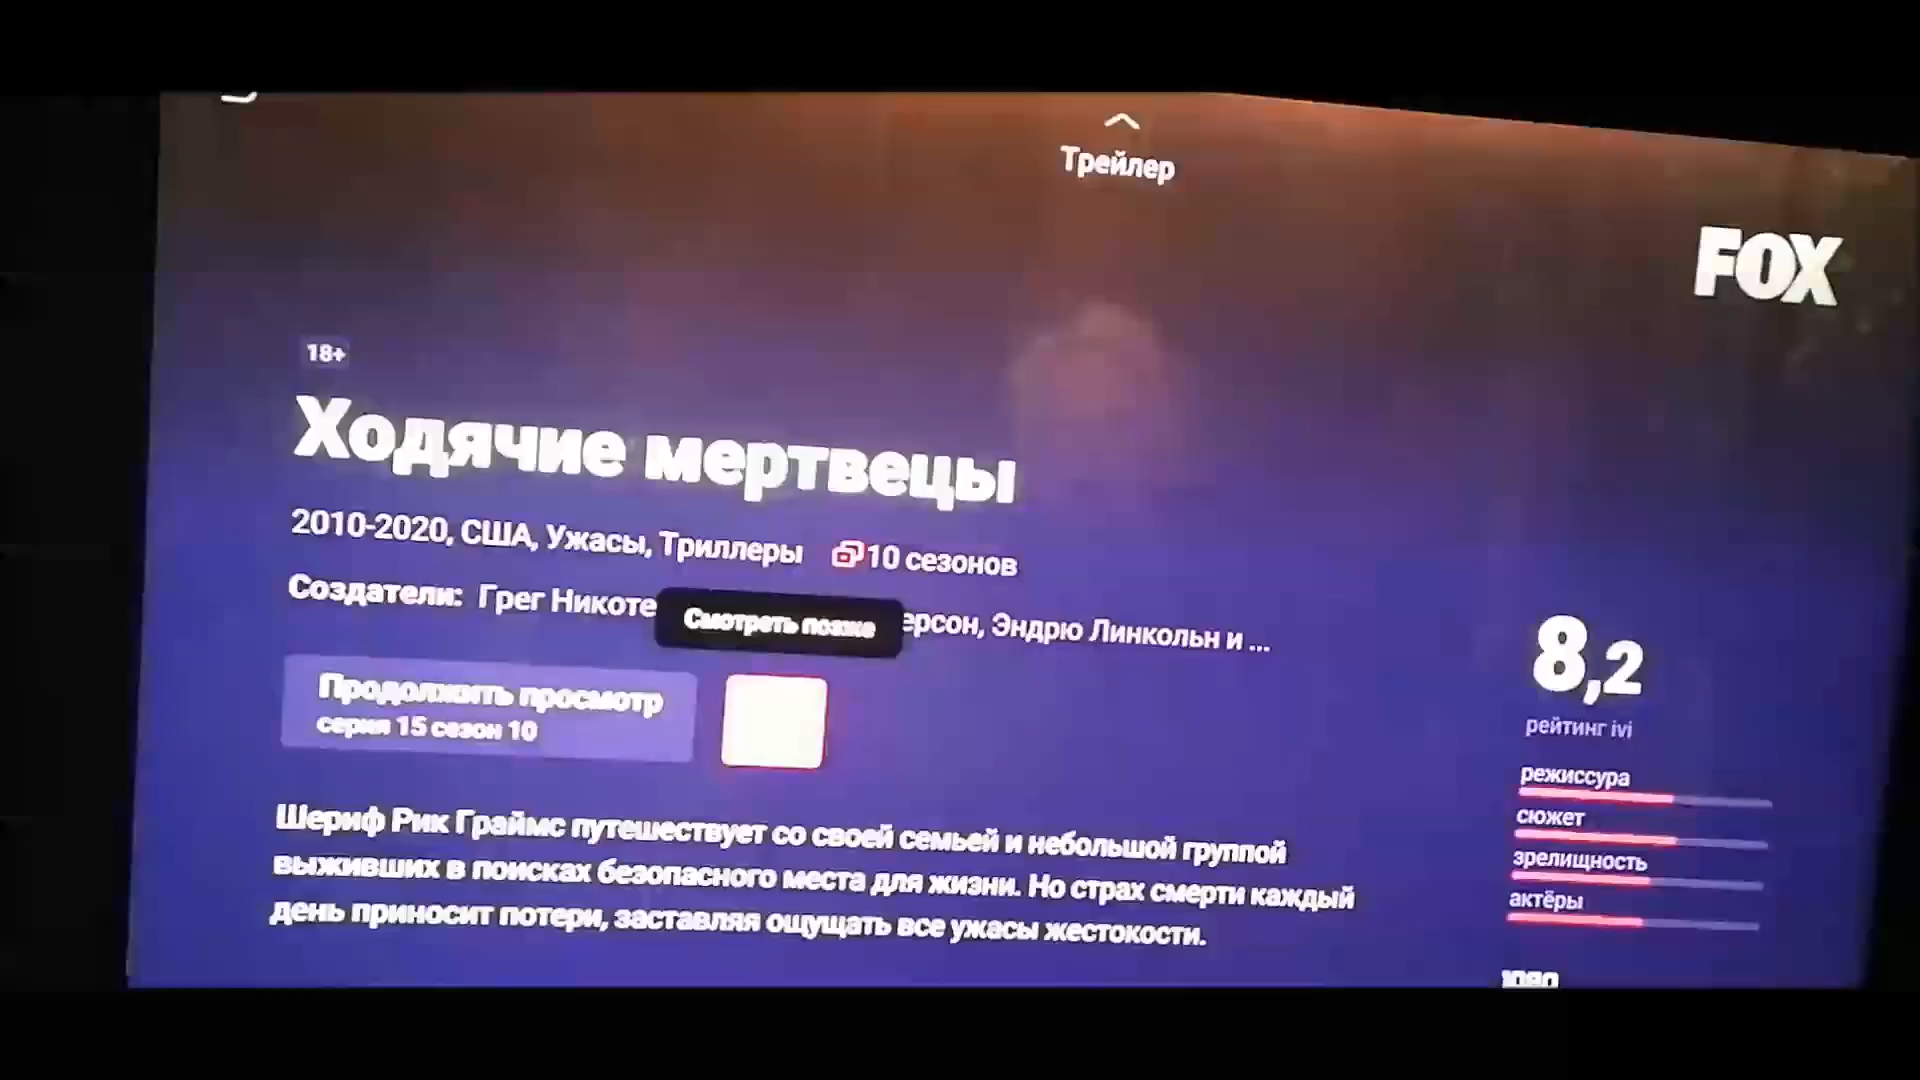 Трейлер
FOX
18+
Ходячие мертвецы
2010-2020, США, Ужасы, Триллеры 10 сезонов
Создатели: Грег Никоте ерсон, Эндрю Линкольн и ...
Смотреть позже
Продолжить просмотр
серия 15 сезон 10
8,2
рейтинг ivi
режиссура
сюжет
зрелищность
актёры
Шериф Рик Граймс путешествует со своей семьей и небольшой группой
выживших в поисках безопасного места для жизни. Но страх смерти каждый
день приносит потери, заставляя ощущать все ужасы жестокости.
1080